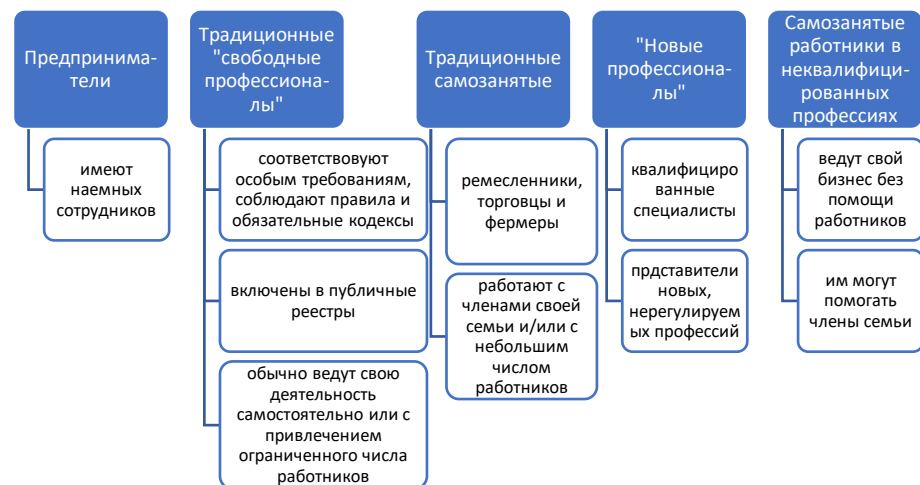 Предпринима-
тели
имеют
наемных
сотрудников
Традиционные
"свободные
профессиона-
лы"
соответствовуют
особым требованиям,
соблюдают правила и
обязательные кодексы
включены в публичные
реестры
обычно ведут свою
деятельность
самостоятельно или с
привлечением
ограниченного числа
работников
Традиционные
самозанятые
ремесленники,
торговцы и
фермеры
работают с
членами своей
семьи и/или с
небольшим
числом
работников
"Новые
профессиона-
лы"
квалифициро
ванные
специалисты
прдставители
новых,
нерегулируем
ых профессий
Самозанятые
работники в
неквалифици-
рованных
профессиях
ведут свой
бизнес без
помощи
работников
им могут
помогать
члены семьи